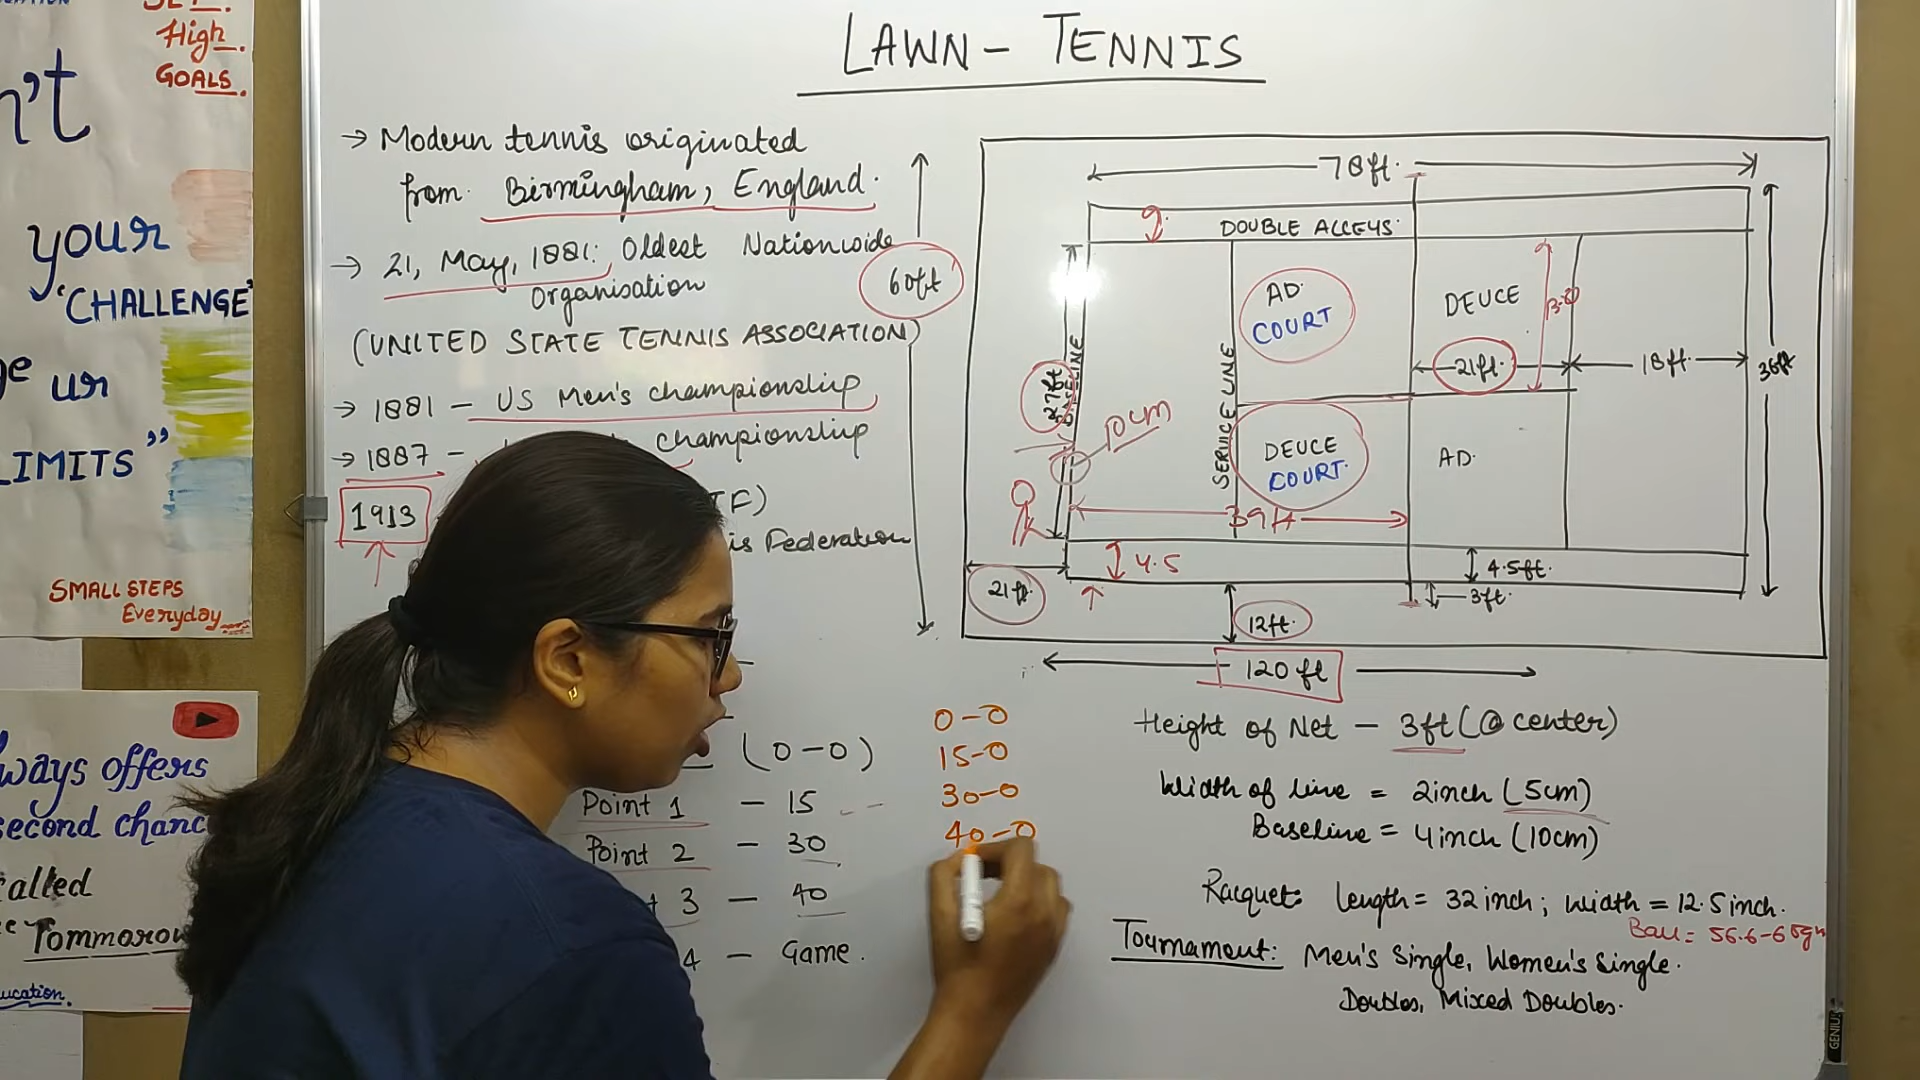 High.
GOALS.
n't
your
'CHALLENGE'
ur
LIMITS"
SMALL STEPS
Everyday
ways offers
second chanc
called
Tommorow
LAWN - TENNIS
→ Modern tennis originated
from Birmingham, England.
→ 21, May, 1881: Oldest Nationwide
Organisation
(UNITED STATE TENNIS ASSOCIATION)
→ 1881 - US Men's championship
→ 1887 - championship
1913
is Federation
(0-0)
Point 1 - 15
Point 2 - 30
3 - 40
4 - Game.
0-0
15-0
30-0
40-0
60ft
78ft.
DOUBLE ALLEYS
AD
COURT
DEUCE
21ft.
18ft.
36ft
27ft
BASELINE
SERVICE LINE
10cm
DEUCE
COURT.
AD.
39ft
4.5
4.5ft.
3ft.
21ft.
12ft.
120 ft
Height of Net - 3ft (@ center)
Width of line = 2inch (5cm)
Baseline = 4inch (10cm)
Racquet: length = 32 inch; width = 12.5 inch.
Tournament: Men's Single, Women's Single.
Doubles, Mixed Doubles.
GENIUS